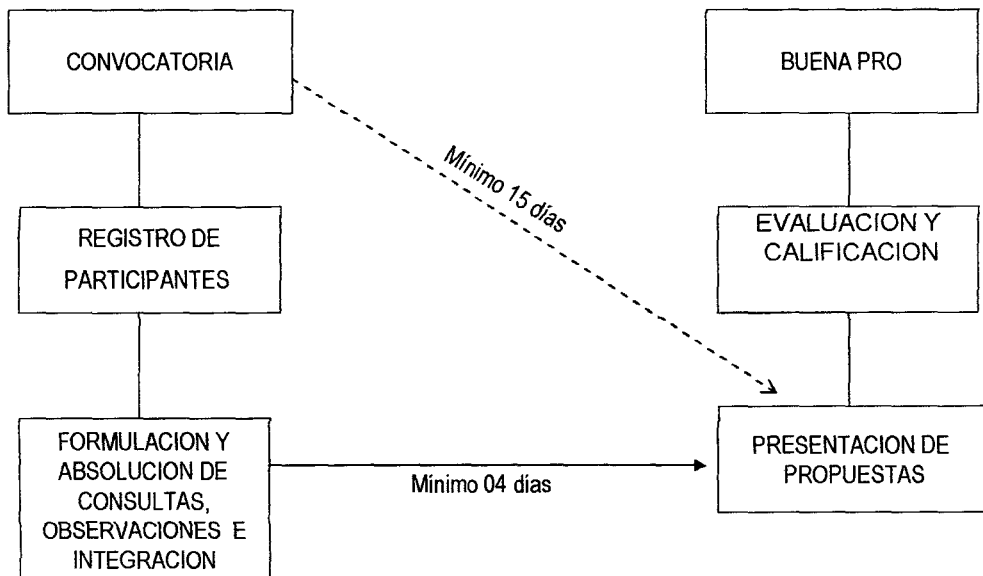 CONVOCATORIA
REGISTRO DE
PARTICIPANTES
FORMULACION Y
ABSOLUCION DE
CONSULTAS,
OBSERVACIONES E
INTEGRACION
Mínimo 15 días
Mínimo 04 dias
BUENA PRO
EVALUACION Y
CALIFICACION
PRESENTACION DE
PROPUESTAS